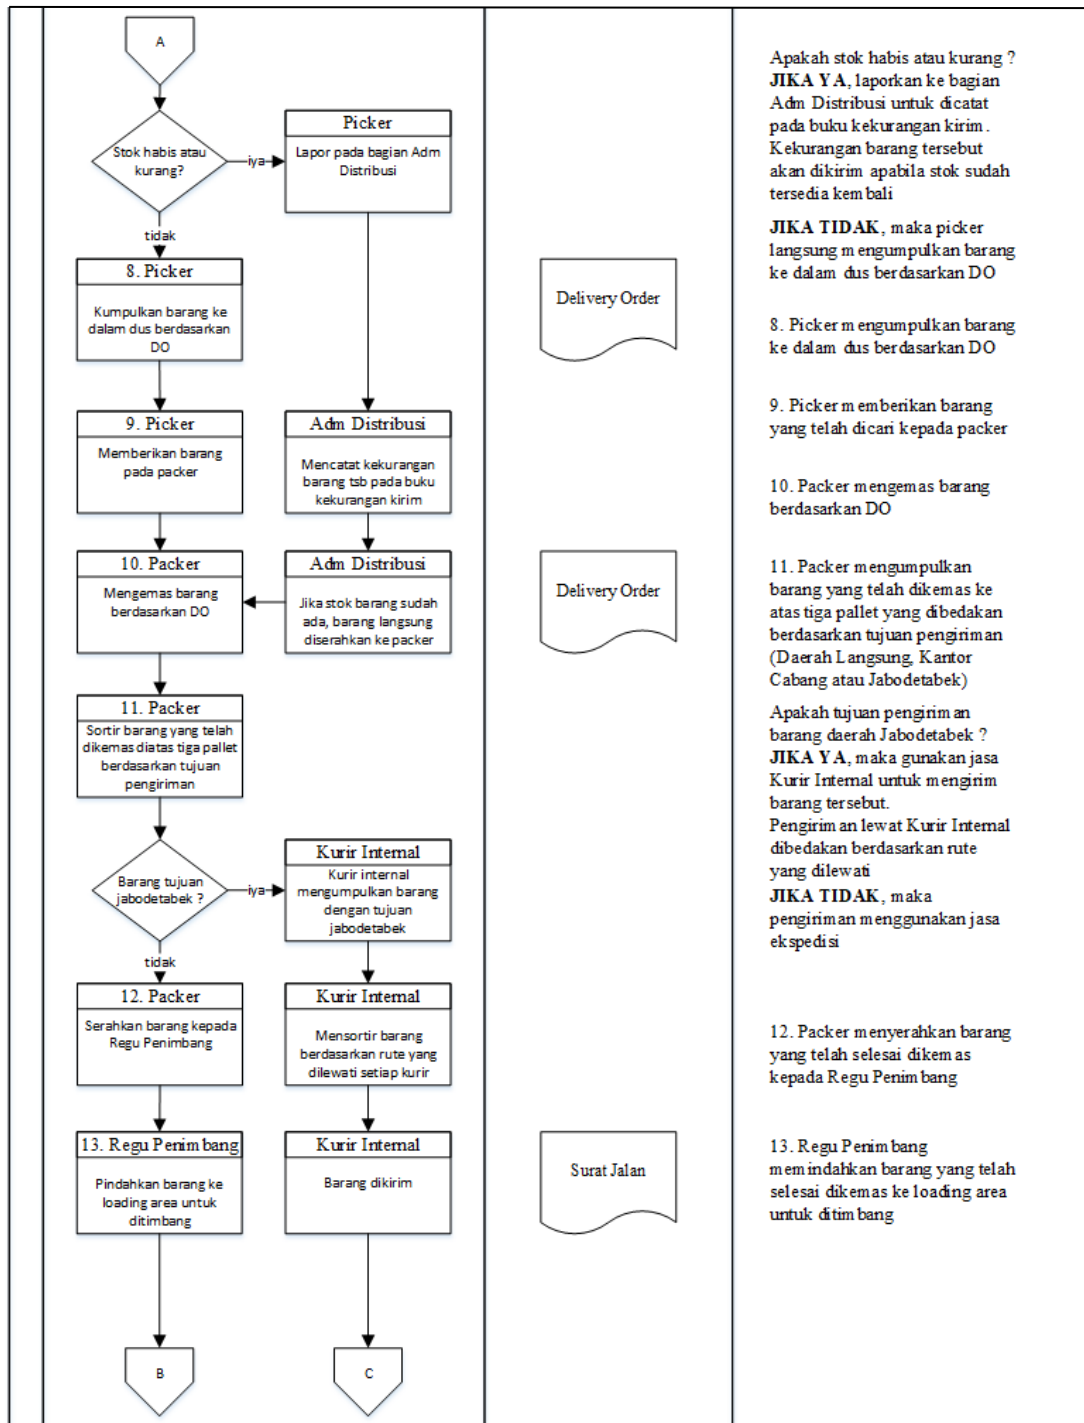 A
Stok habis atau
kurang?
iya
Picker
Lapor pada bagian Adm
Distribusi
tidak
8. Picker
Kumpulkan barang ke
dalam dus berdasarkan
DO
Delivery Order
9. Picker
Memberikan barang
pada packer
Adm Distribusi
Mencatat kekurangan
barang tsb pada buku
kekurangan kirim
10. Packer
Mengemas barang
berdasarkan DO
Adm Distribusi
Jika stok barang sudah
ada, barang langsung
diserahkan ke packer
Delivery Order
11. Packer
Sortir barang yang telah
dikemas diatas tiga pallet
berdasarkan tujuan
pengiriman
Barang tujuan
jabodetabek ?
iya
Kurir Internal
Kurir internal
mengumpulkan barang
dengan tujuan
jabodetabek
tidak
12. Packer
Serahkan barang kepada
Regu Penimbang
Kurir Internal
Mensortir barang
berdasarkan rute yang
dilewati setiap kurir
13. Regu Penimbang
Pindahkan barang ke
loading area untuk
ditimbang
Kurir Internal
Barang dikirim
Surat Jalan
B
C
Apakah stok habis atau kurang ?
JIKA YA, laporkan ke bagian
Adm Distribusi untuk dicatat
pada buku kekurangan kirim.
Kekurangan barang tersebut
akan dikirim apabila stok sudah
tersedia kembali
JIKA TIDAK, maka picker
langsung mengumpulkan barang
ke dalam dus berdasarkan DO
8. Picker mengumpulkan barang
ke dalam dus berdasarkan DO
9. Picker memberikan barang
yang telah dicari kepada packer
10. Packer mengemas barang
berdasarkan DO
11. Packer mengumpulkan
barang yang telah dikemas ke
atas tiga pallet yang dibedakan
berdasarkan tujuan pengiriman
(Daerah Langsung, Kantor
Cabang atau Jabodetabek)
Apakah tujuan pengiriman
barang daerah Jabodetabek ?
JIKA YA, maka gunakan jasa
Kurir Internal untuk mengirim
barang tersebut.
Pengiriman lewat Kurir Internal
dibedakan berdasarkan rute
yang dilewati
JIKA TIDAK, maka
pengiriman menggunakan jasa
ekspedisi
12. Packer menyerahkan barang
yang telah selesai dikemas
kepada Regu Penimbang
13. Regu Penimbang
memindahkan barang yang telah
selesai dikemas ke loading area
untuk ditimbang